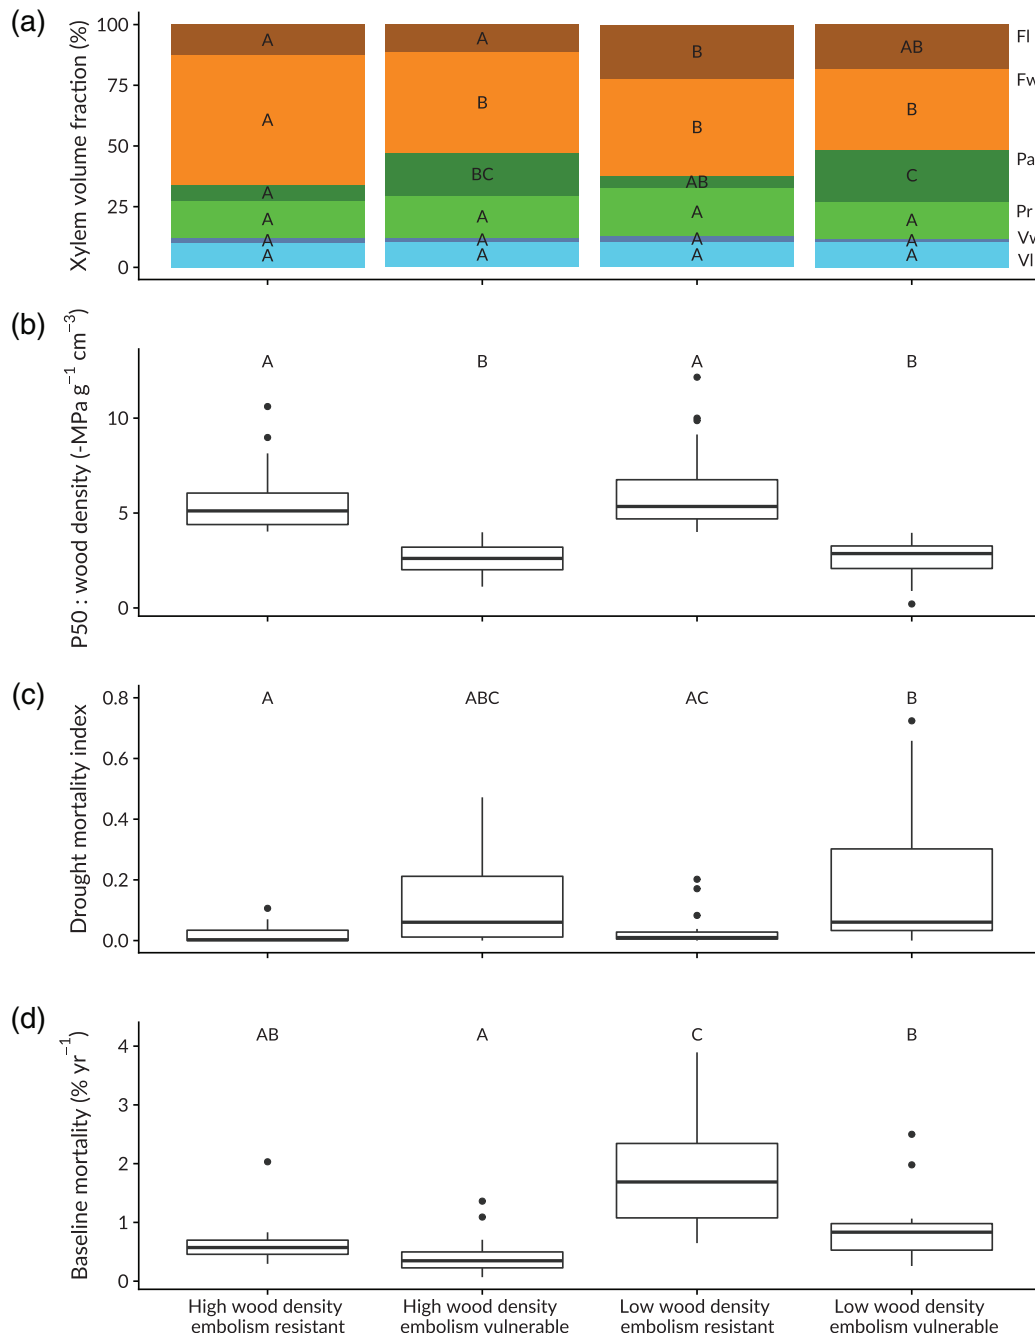 (a)
Xylem volume fraction (%)
100
75
50
25
0
A A B AB
A B B B
A BC AB C
A A A A
A A A A
A A A A
Fl
Fw
Pa
Pr
Vw
Vl
(b)
P50 : wood density (-MPa g−1 cm−3)
10
5
0
A B A B
(c)
Drought mortality index
0.8
0.6
0.4
0.2
0.0
A ABC AC B
(d)
Baseline mortality (% yr−1)
4
3
2
1
0
AB A C B
High wood density
embolism resistant
High wood density
embolism vulnerable
Low wood density
embolism resistant
Low wood density
embolism vulnerable